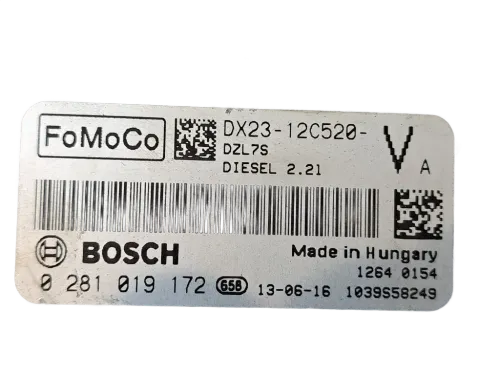 FoMoCo DX23-12C520- V A
DZL7S
DIESEL 2.2l
BOSCH Made in Hungary
1264 0154
0 281 019 172 658 13-06-16 1039S58249